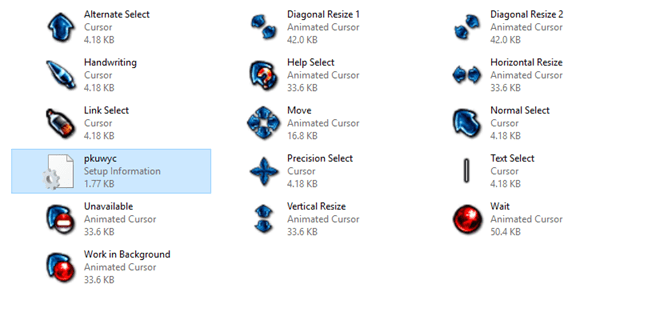 Alternate Select
Cursor
4.18 KB
Diagonal Resize 1
Animated Cursor
42.0 KB
Diagonal Resize 2
Animated Cursor
42.0 KB
Handwriting
Cursor
4.18 KB
Help Select
Animated Cursor
33.6 KB
Horizontal Resize
Animated Cursor
33.6 KB
Link Select
Cursor
4.18 KB
Move
Animated Cursor
16.8 KB
Normal Select
Cursor
4.18 KB
pkuwyc
Setup Information
1.77 KB
Precision Select
Cursor
4.18 KB
Text Select
Cursor
4.18 KB
Unavailable
Animated Cursor
33.6 KB
Vertical Resize
Animated Cursor
33.6 KB
Wait
Animated Cursor
50.4 KB
Work in Background
Animated Cursor
33.6 KB